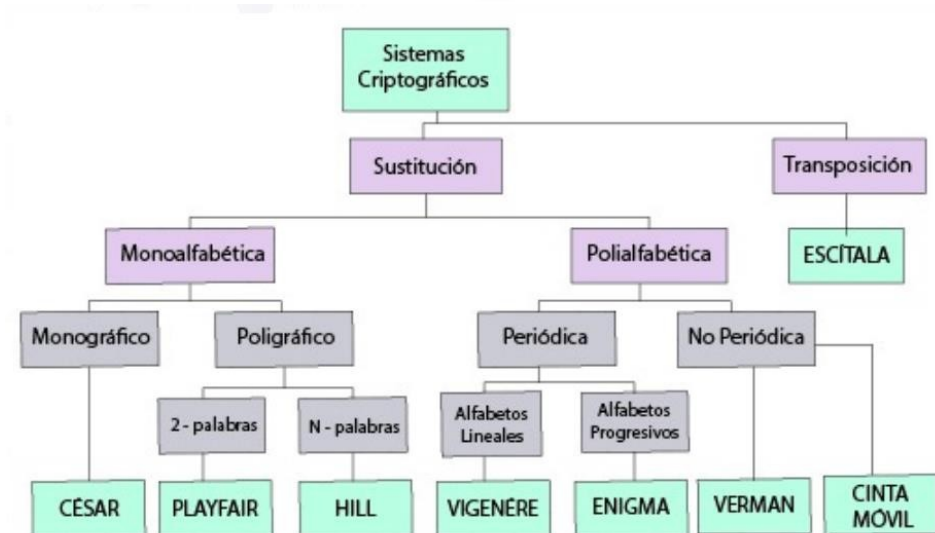 Sistemas
Criptográficos
Sustitución
Transposición
Monoalfabética
Polialfabética
ESCÍTALA
Monográfico
Poligráfico
Periódica
No Periódica
2 - palabras
N - palabras
Alfabetos
Lineales
Alfabetos
Progresivos
CÉSAR
PLAYFAIR
HILL
VIGENÉRE
ENIGMA
VERMAN
CINTA
MÓVIL